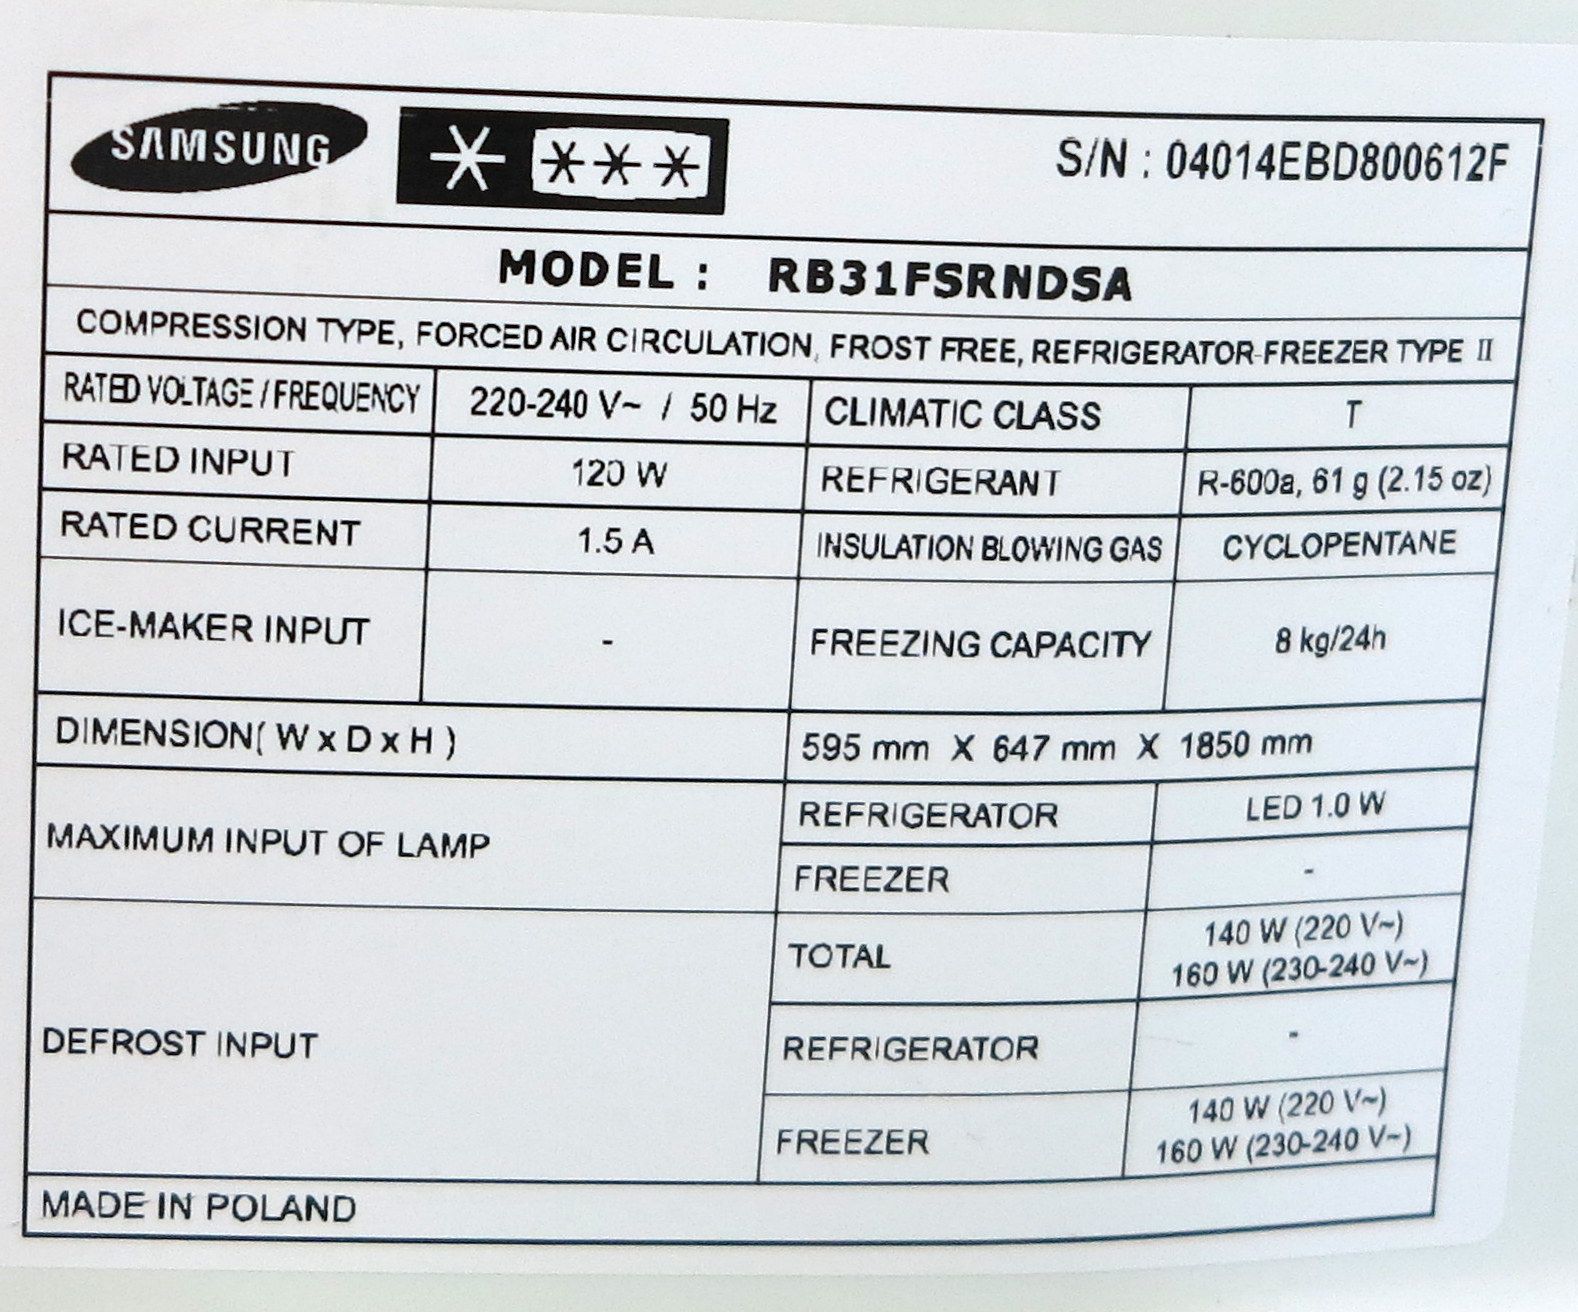 SAMSUNG S/N : 04014EBD800612F
MODEL : RB31FSRNDSA
COMPRESSION TYPE, FORCED AIR CIRCULATION, FROST FREE, REFRIGERATOR-FREEZER TYPE II
RATED VOLTAGE / FREQUENCY 220-240 V~ / 50 Hz CLIMATIC CLASS T
RATED INPUT 120 W REFRIGERANT R-600a, 61 g (2.15 oz)
RATED CURRENT 1.5 A INSULATION BLOWING GAS CYCLOPENTANE
ICE-MAKER INPUT - FREEZING CAPACITY 8 kg/24h
DIMENSION( W x D x H ) 595 mm X 647 mm X 1850 mm
MAXIMUM INPUT OF LAMP
REFRIGERATOR LED 1.0 W
FREEZER -
DEFROST INPUT
TOTAL 140 W (220 V~)
160 W (230-240 V~)
REFRIGERATOR -
FREEZER 140 W (220 V~)
160 W (230-240 V~)
MADE IN POLAND